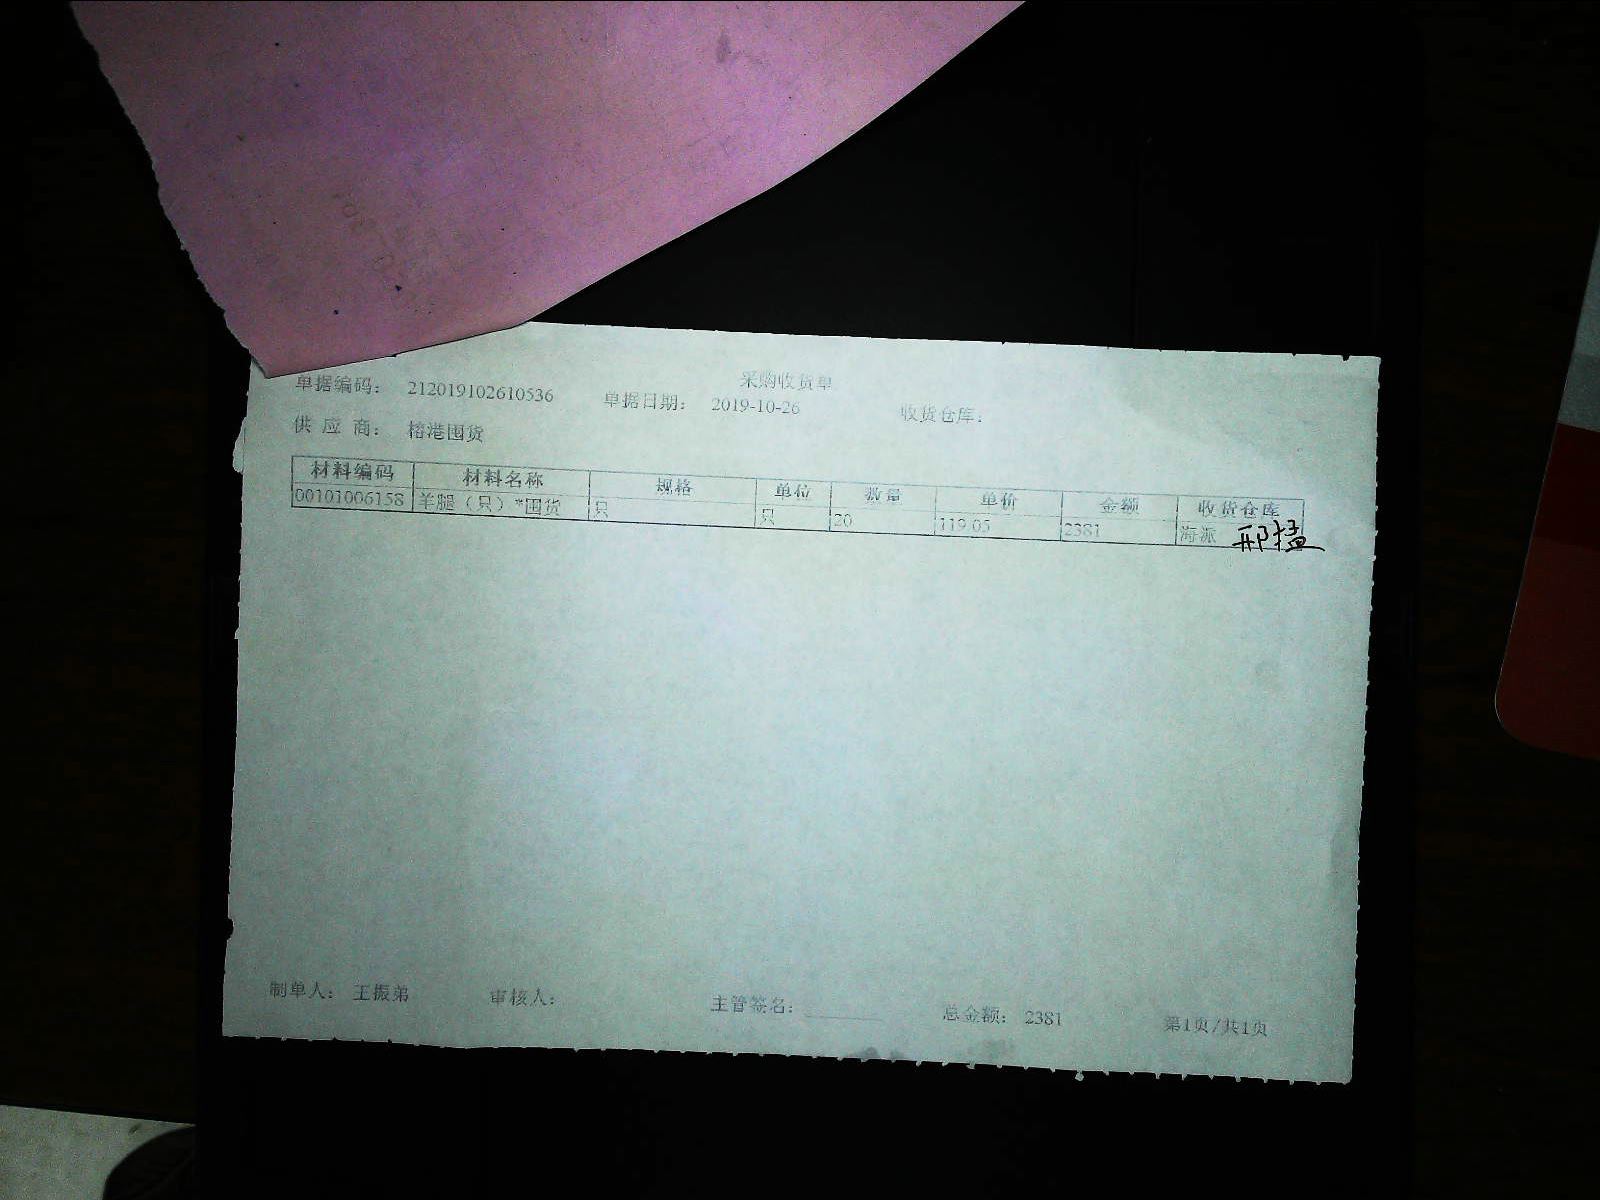 采购收货单
单据编码： 212019102610536 单据日期： 2019-10-26 收货仓库：
供 应 商： 榕港囤货
材料编码 材料名称 规格 单位 数量 单价 金额 收货仓库
00101006158 羊腿（只）*囤货 只 只 20 119.05 2381 海派
制单人： 王振弟 审核人： 主管签名： 总金额： 2381 第1页/共1页